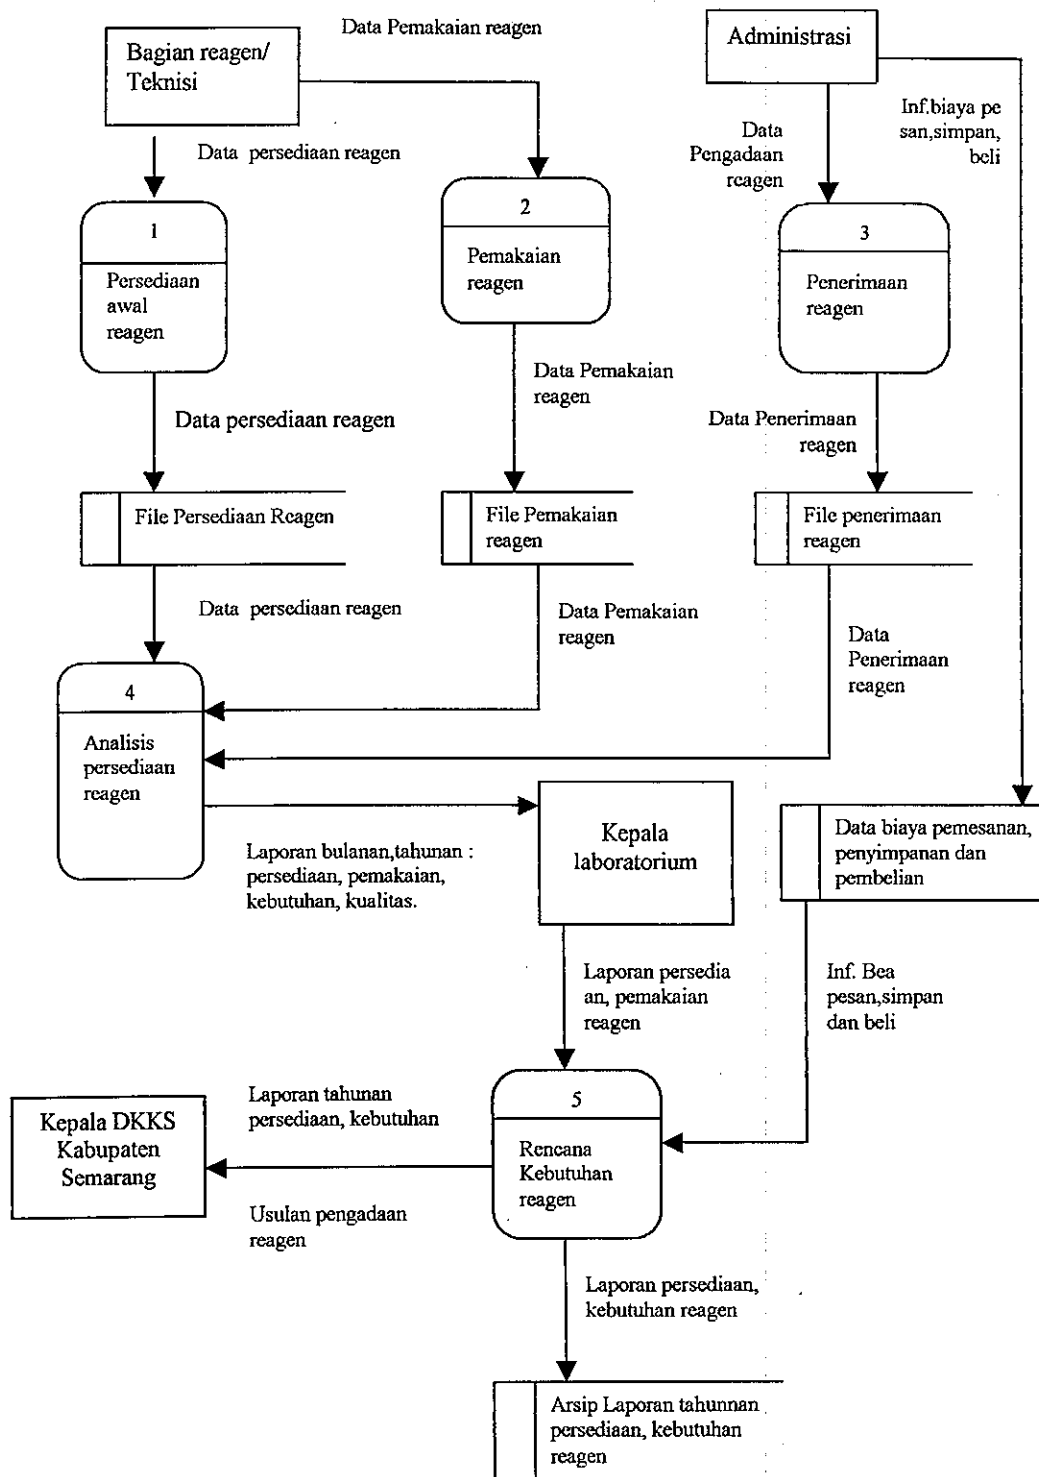 Data Pemakaian reagen
Bagian reagen/
Teknisi
Administrasi
Inf.biaya pe
san,simpan,
beli
Data persediaan reagen
Data
Pengadaan
reagen
1
Persediaan
awal
reagen
2
Pemakaian
reagen
3
Penerimaan
reagen
Data persediaan reagen
Data Pemakaian
reagen
Data Penerimaan
reagen
File Persediaan Reagen
File Pemakaian
reagen
File penerimaan
reagen
Data persediaan reagen
Data Pemakaian
reagen
Data
Penerimaan
reagen
4
Analisis
persediaan
reagen
Laporan bulanan,tahunan :
persediaan, pemakaian,
kebutuhan, kualitas.
Kepala
laboratorium
Data biaya pemesanan,
penyimpanan dan
pembelian
Laporan persedia
an, pemakaian
reagen
Inf. Bea
pesan,simpan
dan beli
Kepala DKKS
Kabupaten
Semarang
Laporan tahunan
persediaan, kebutuhan
Usulan pengadaan
reagen
5
Rencana
Kebutuhan
reagen
Laporan persediaan,
kebutuhan reagen
Arsip Laporan tahunnan
persediaan, kebutuhan
reagen